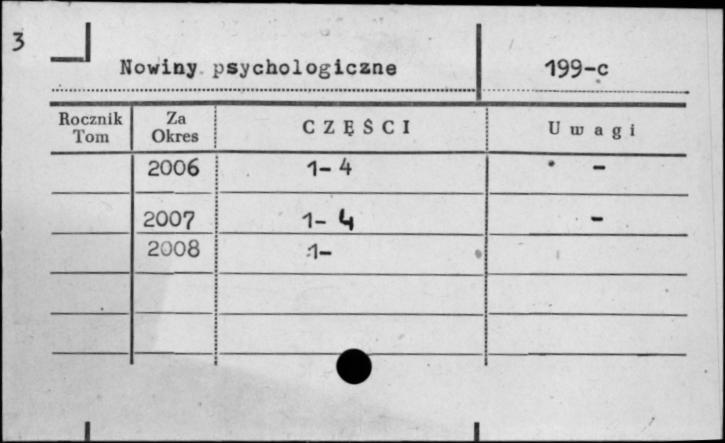 3
Nowiny psychologiczne 199-c
Rocznik Tom Za Okres CZĘŚCI Uwagi
2006 1-4 -
2007 1-4 -
2008 1-